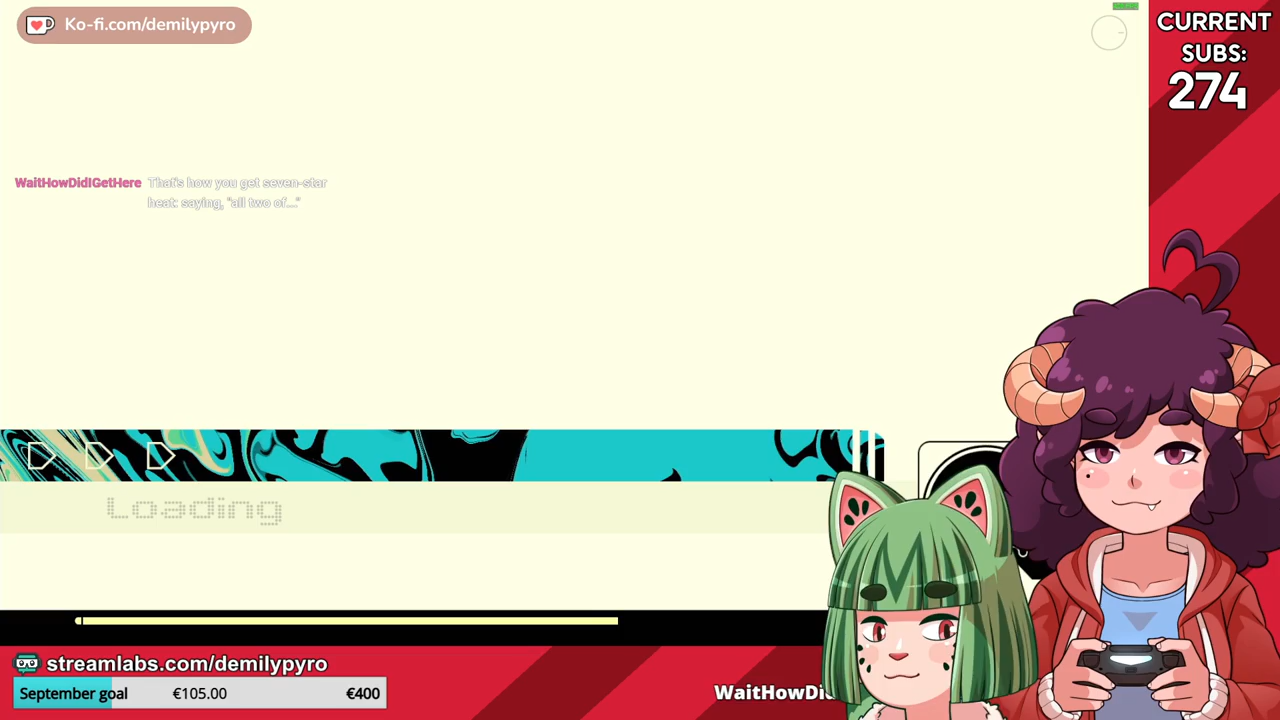 Ko-fi.com/demilypyro
CURRENT
SUBS:
274
WaitHowDidIGetHere That's how you get seven-star
heat: saying, "all two of..."
Loading
streamlabs.com/demilypyro
September goal €105.00 €400
WaitHowDi